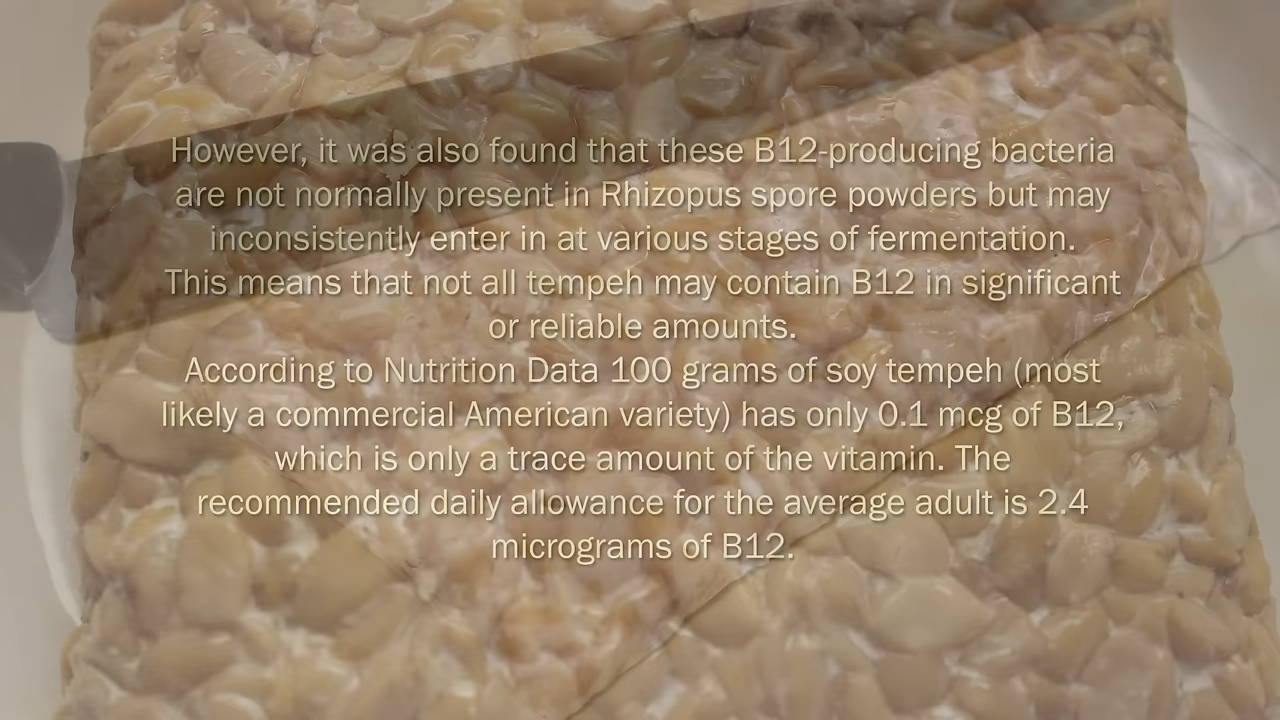 However, it was also found that these B12-producing bacteria
are not normally present in Rhizopus spore powders but may
inconsistently enter in at various stages of fermentation.
This means that not all tempeh may contain B12 in significant
or reliable amounts.
According to Nutrition Data 100 grams of soy tempeh (most
likely a commercial American variety) has only 0.1 mcg of B12,
which is only a trace amount of the vitamin. The
recommended daily allowance for the average adult is 2.4
micrograms of B12.